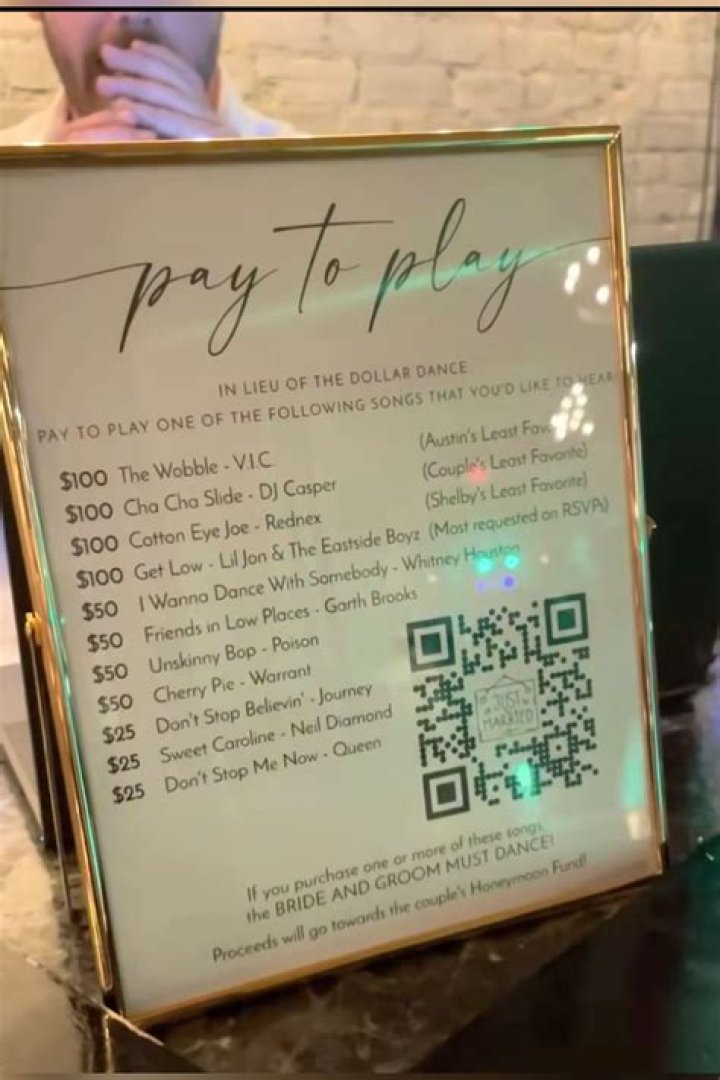 pay to play
IN LIEU OF THE DOLLAR DANCE
PAY TO PLAY ONE OF THE FOLLOWING SONGS THAT YOU'D LIKE TO HEAR
$100 The Wobble - V.I.C. (Austin's Least
$100 Cha Cha Slide - DJ Casper (Couple's Least Favorite)
$100 Cotton Eye Joe - Rednex (Shelby's Least Favorite)
$100 Get Low - Lil Jon & The Eastside Boyz (Most requested on RSVPs)
$50 I Wanna Dance With Somebody - Whitney Houston
$50 Friends in Low Places - Garth Brooks
$50 Unskinny Bop - Poison
$50 Cherry Pie - Warrant
$25 Don't Stop Believin' - Journey
$25 Sweet Caroline - Neil Diamond
$25 Don't Stop Me Now - Queen
JUST
MARRIED
If you purchase one or more of these songs,
the BRIDE AND GROOM MUST DANCE!
Proceeds will go towards the couple's Honeymoon Fund!